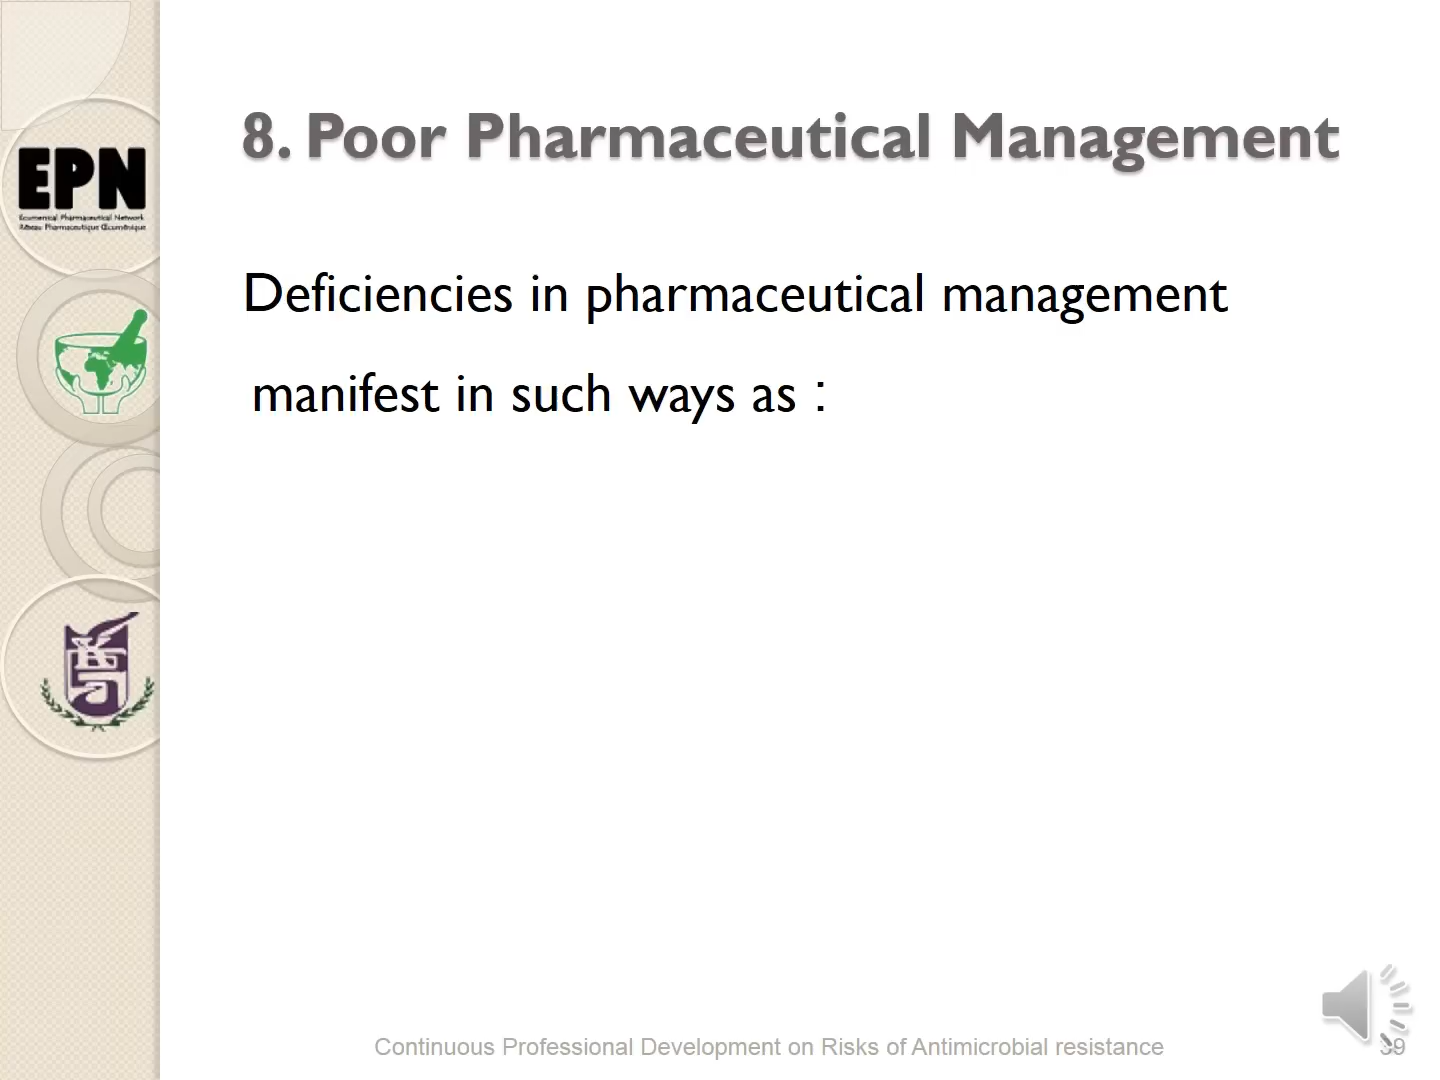 8. Poor Pharmaceutical Management
EPN
Ecumenical Pharmaceutical Network
Réseau Pharmaceutique Œcuménique
Deficiencies in pharmaceutical management
manifest in such ways as :
Continuous Professional Development on Risks of Antimicrobial resistance
39